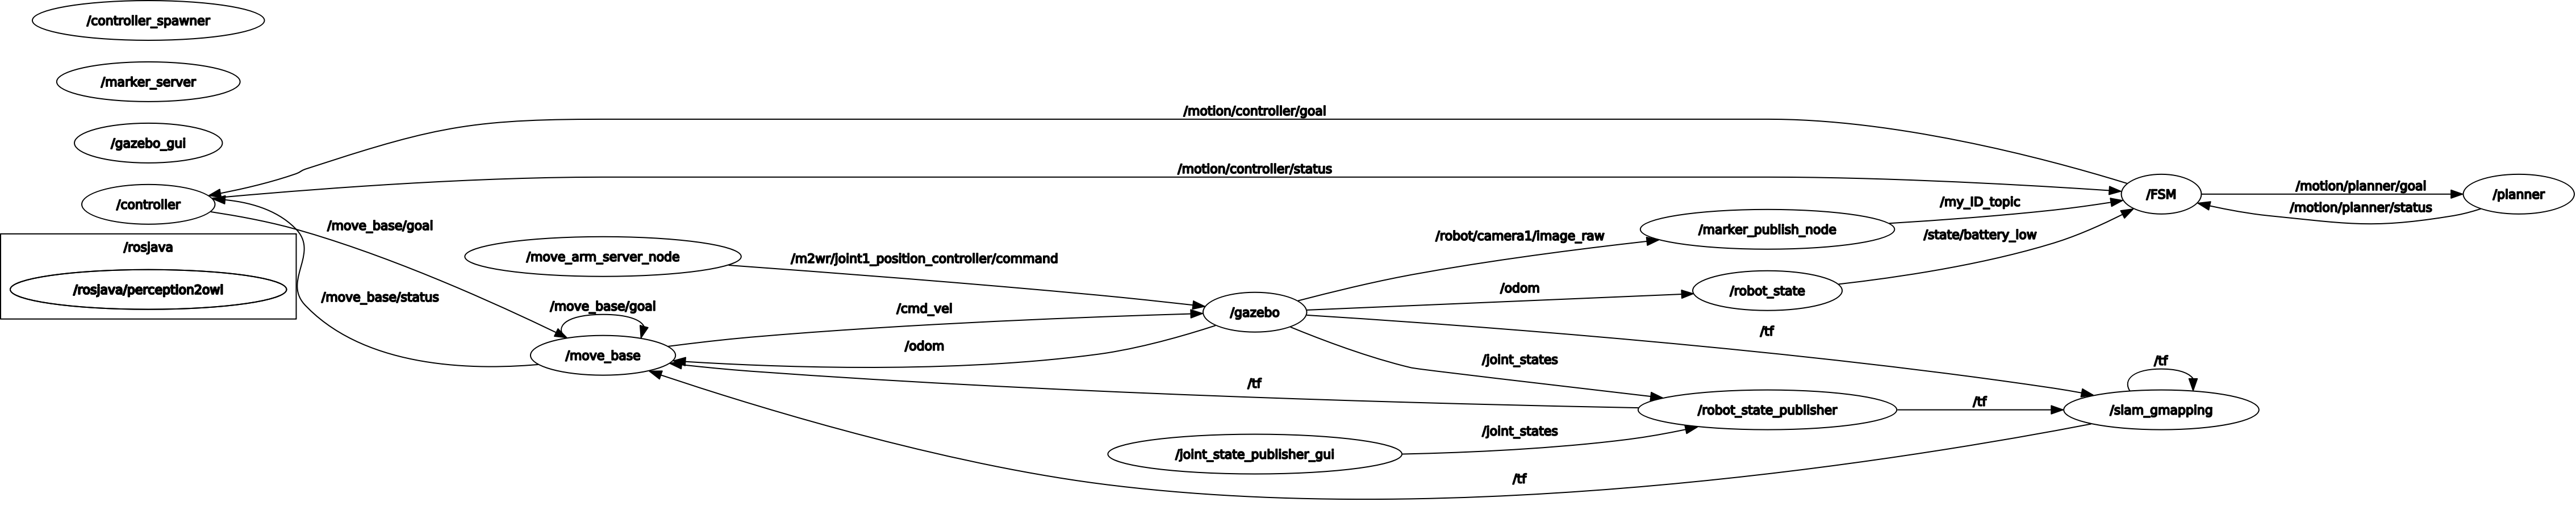 /controller_spawner
/marker_server
/gazebo_gui
/controller
/rosjava
/rosjava/perception2owl
/motion/controller/goal
/motion/controller/status
/move_base/goal
/move_base/status
/move_arm_server_node
/m2wr/joint1_position_controller/command
/move_base/goal
/move_base
/cmd_vel
/odom
/gazebo
/robot/camera1/image_raw
/odom
/tf
/joint_states
/tf
/joint_states
/joint_state_publisher_gui
/tf
/marker_publish_node
/robot_state
/robot_state_publisher
/my_ID_topic
/state/battery_low
/tf
/tf
/slam_gmapping
/FSM
/motion/planner/goal
/motion/planner/status
/planner